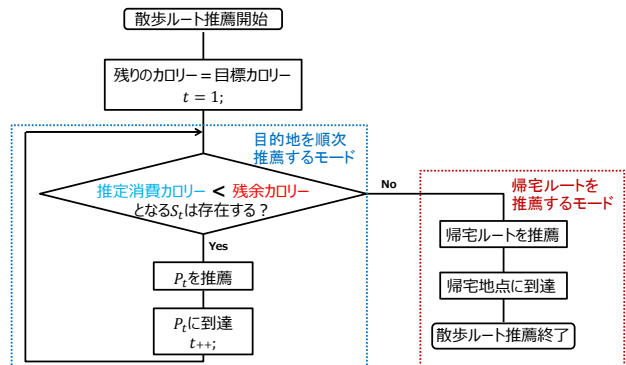 散歩ルート推薦開始
残りのカロリー＝目標カロリー
t = 1;
目的地を順次
推薦するモード
推定消費カロリー < 残余カロリー
となるS_tは存在する？
No
Yes
P_tを推薦
P_tに到達
t++;
帰宅ルートを
推薦するモード
帰宅ルートを推薦
帰宅地点に到達
散歩ルート推薦終了